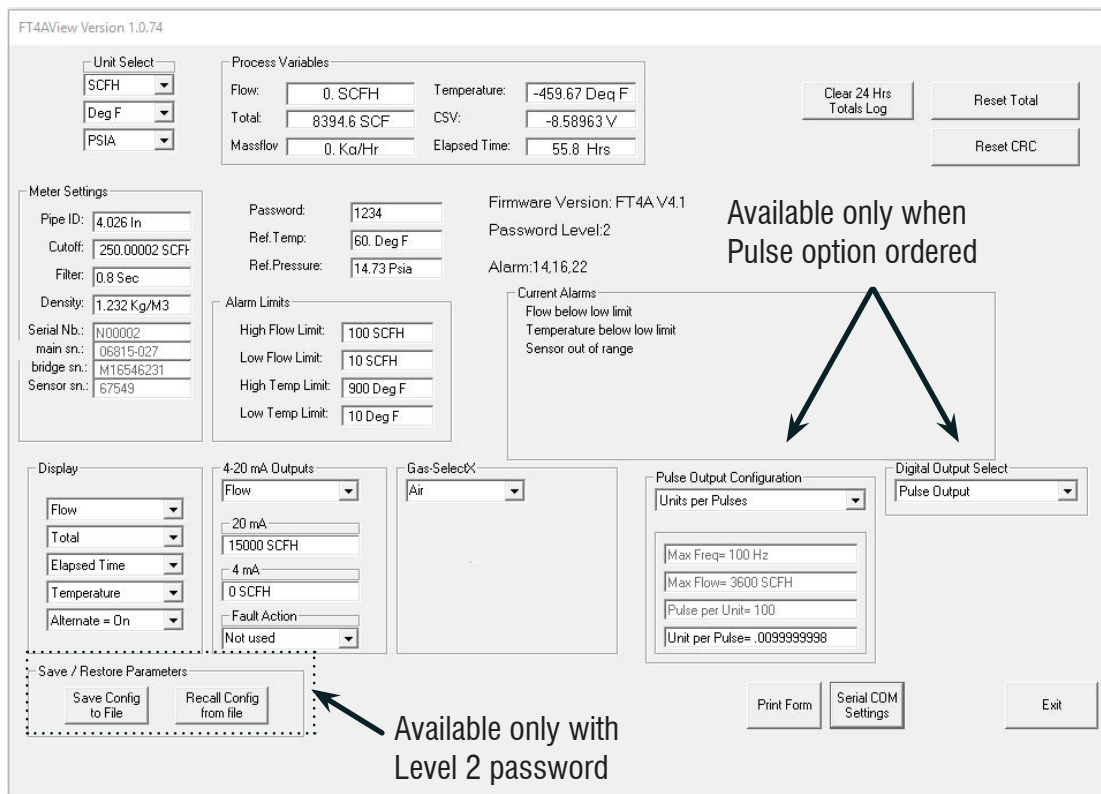 FT4AView Version 1.0.74
Unit Select
SCFH
Deg F
PSIA
Process Variables
Flow: 0. SCFH
Temperature: -459.67 Deg F
Total: 8394.6 SCF
CSV: -8.58963 V
Massflov 0. Kg/Hr
Elapsed Time: 55.8 Hrs
Clear 24 Hrs
Totals Log
Reset Total
Reset CRC
Meter Settings
Pipe ID: 4.026 In
Cutoff: 250.00002 SCFH
Filter: 0.8 Sec
Density: 1.232 Kg/M3
Serial Nb.: N00002
main sn.: 06815-027
bridge sn.: M16546231
Sensor sn.: 67549
Password: 1234
Ref.Temp: 60. Deg F
Ref.Pressure: 14.73 Psia
Firmware Version: FT4A V4.1
Password Level:2
Alarm:14,16,22
Available only when
Pulse option ordered
Alarm Limits
High Flow Limit: 100 SCFH
Low Flow Limit: 10 SCFH
High Temp Limit: 900 Deg F
Low Temp Limit: 10 Deg F
Current Alarms
Flow below low limit
Temperature below low limit
Sensor out of range
Display
Flow
Total
Elapsed Time
Temperature
Alternate = On
4-20 mA Outputs
Flow
20 mA
15000 SCFH
4 mA
0 SCFH
Fault Action
Not used
Gas-SelectX
Air
Pulse Output Configuration
Units per Pulses
Max Freq= 100 Hz
Max Flow= 3600 SCFH
Pulse per Unit= 100
Unit per Pulse= .0099999998
Digital Output Select
Pulse Output
Save / Restore Parameters
Save Config
to File
Recall Config
from file
Available only with
Level 2 password
Print Form
Serial COM
Settings
Exit